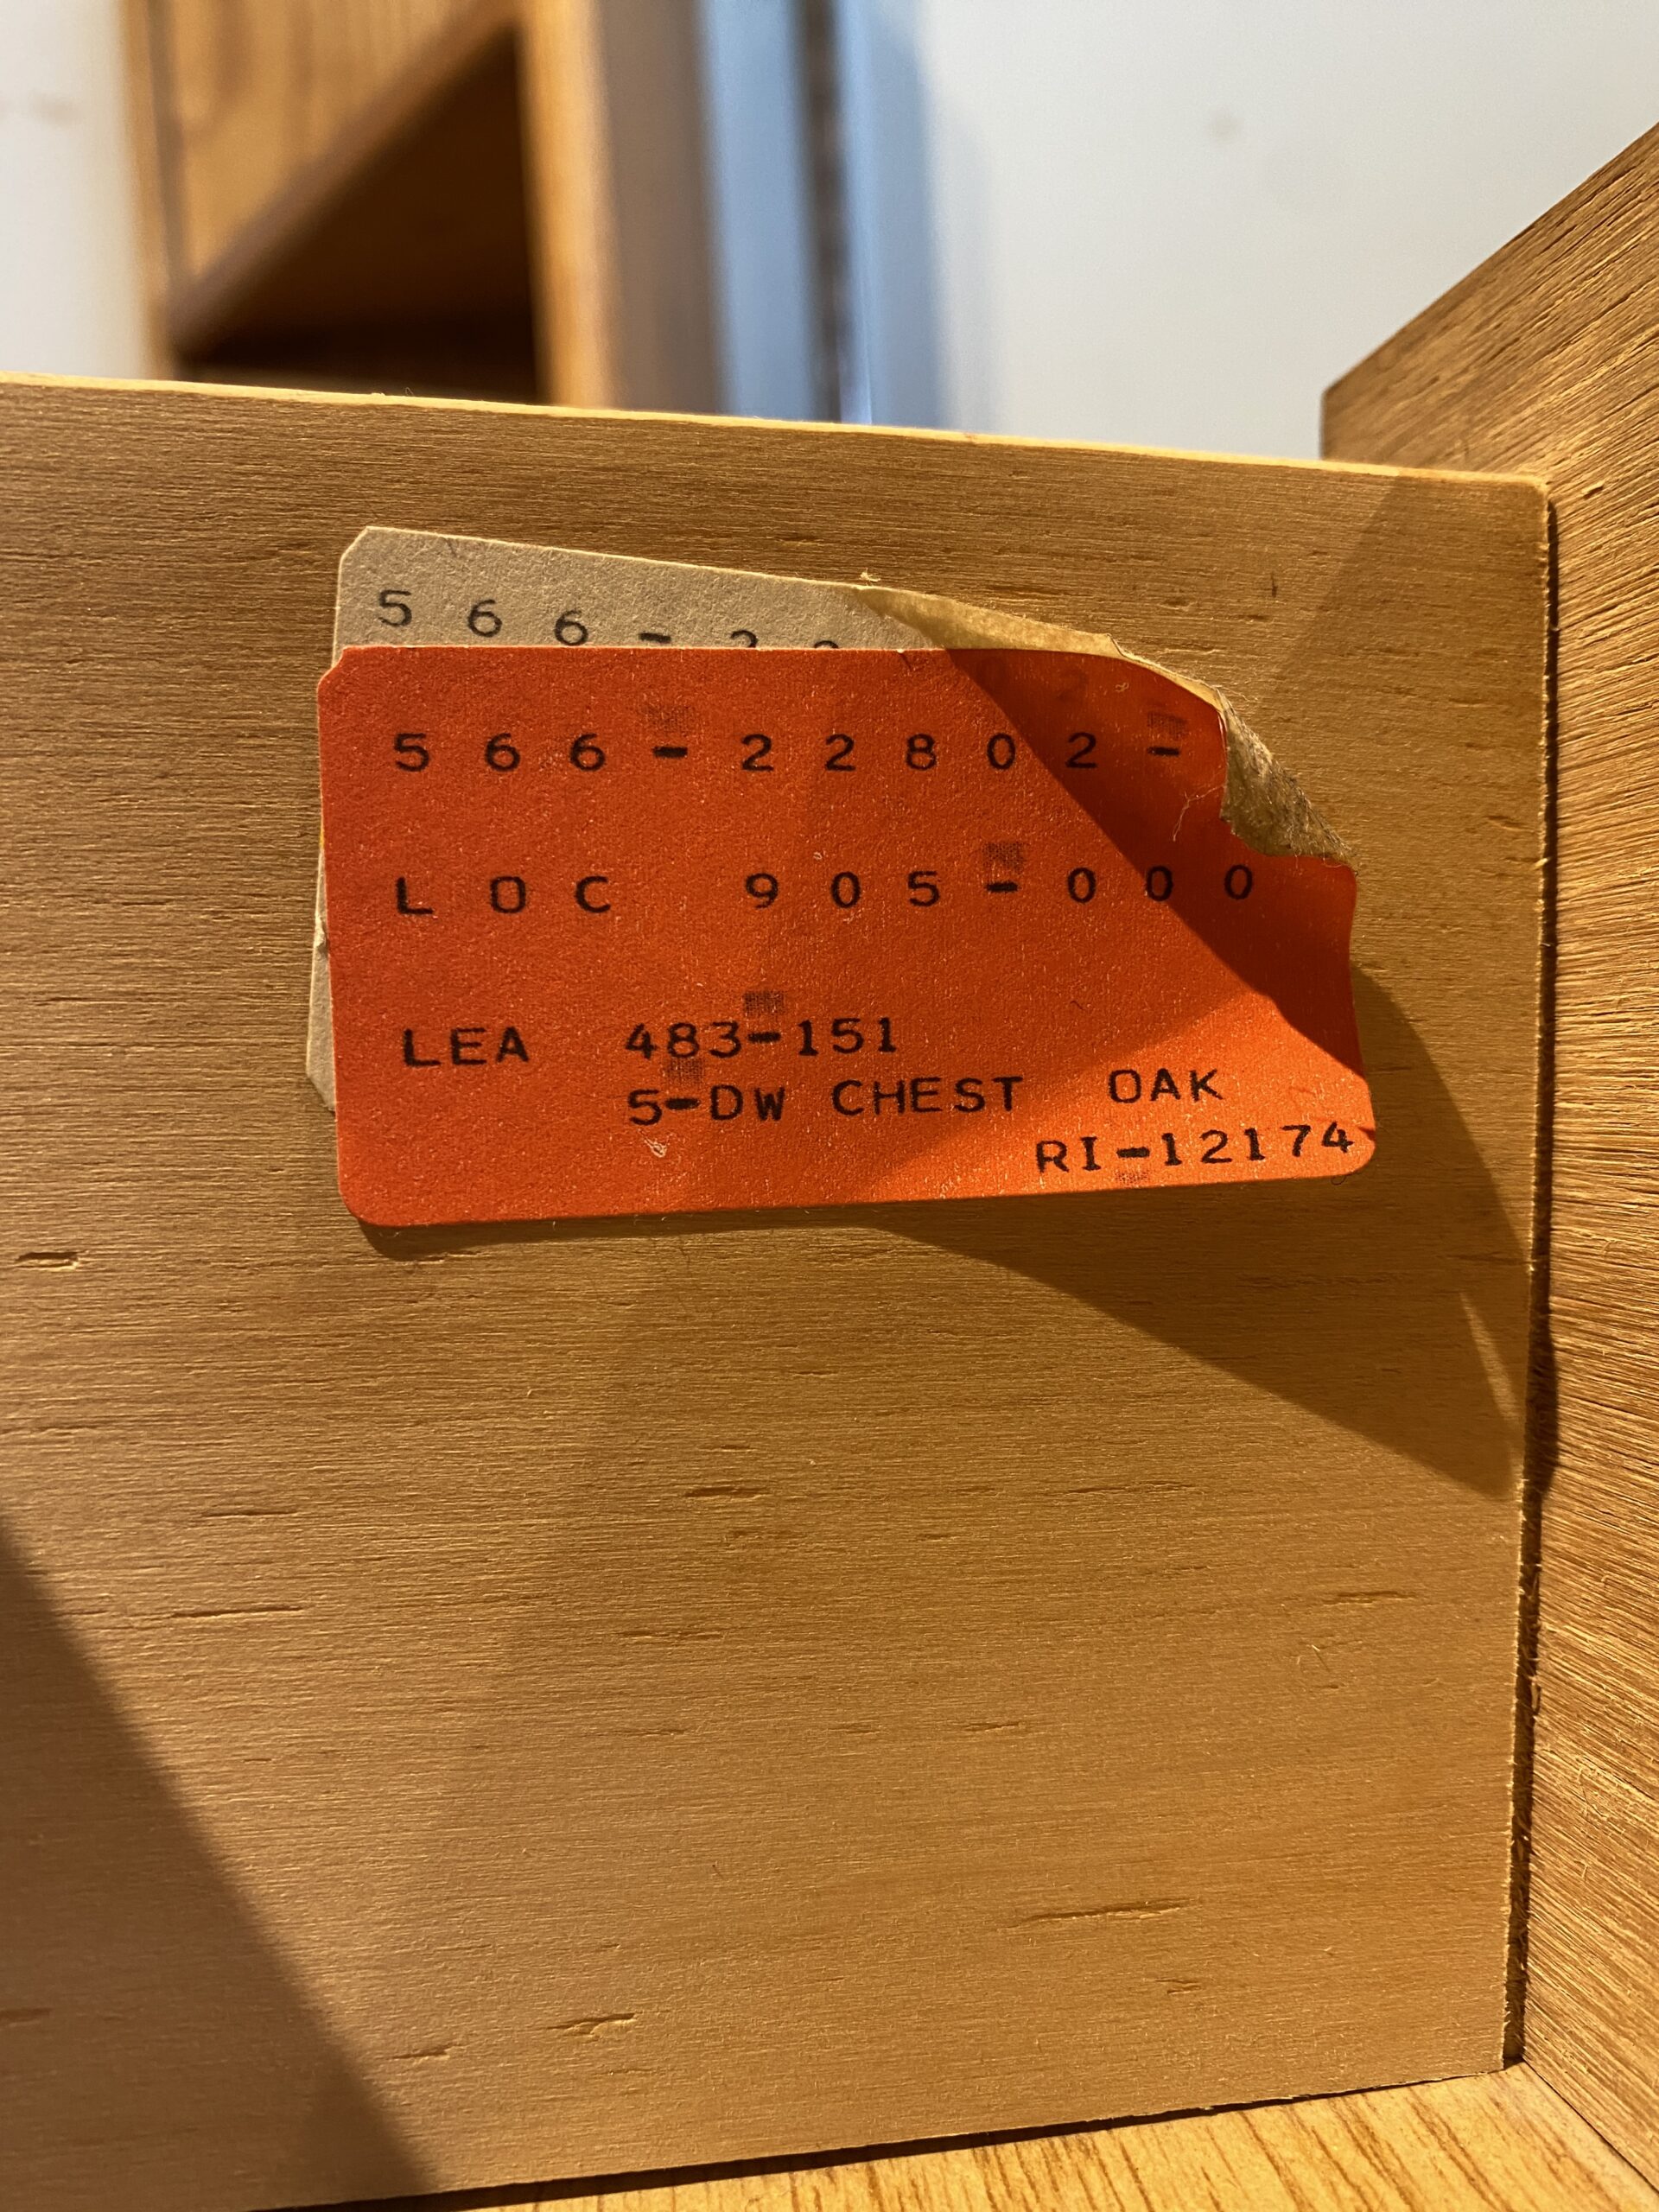 566-
566-22802-
LOC 905-000
LEA 483-151
5-DW CHEST OAK
RI-12174